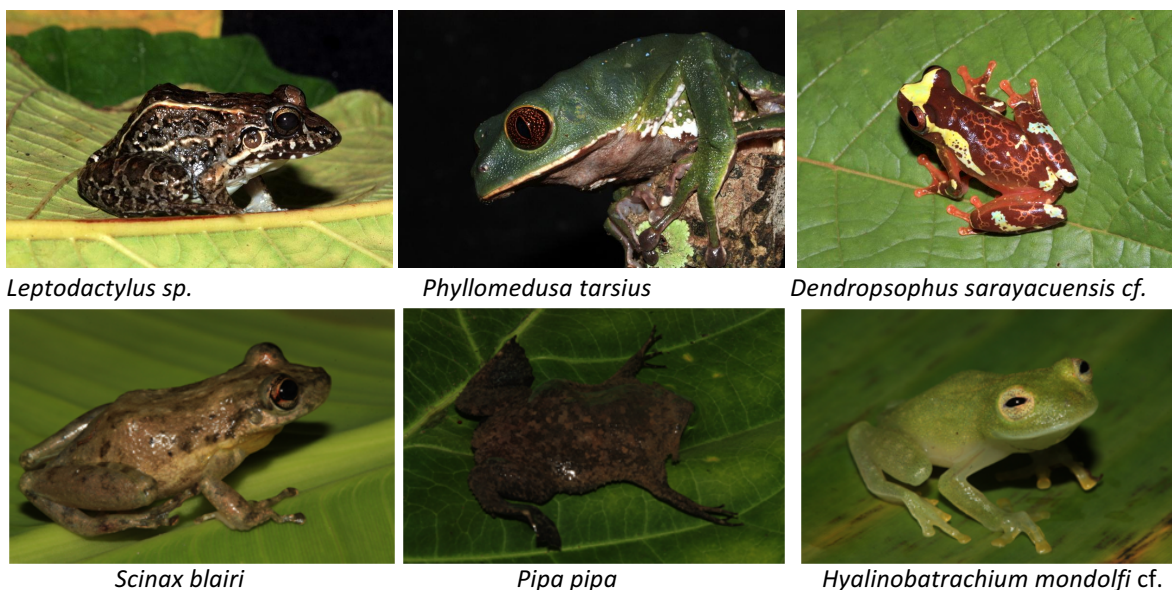 Leptodactylus sp.
Phyllomedusa tarsius
Dendropsophus sarayacuensis cf.
Scinax blairi
Pipa pipa
Hyalinobatrachium mondolfi cf.